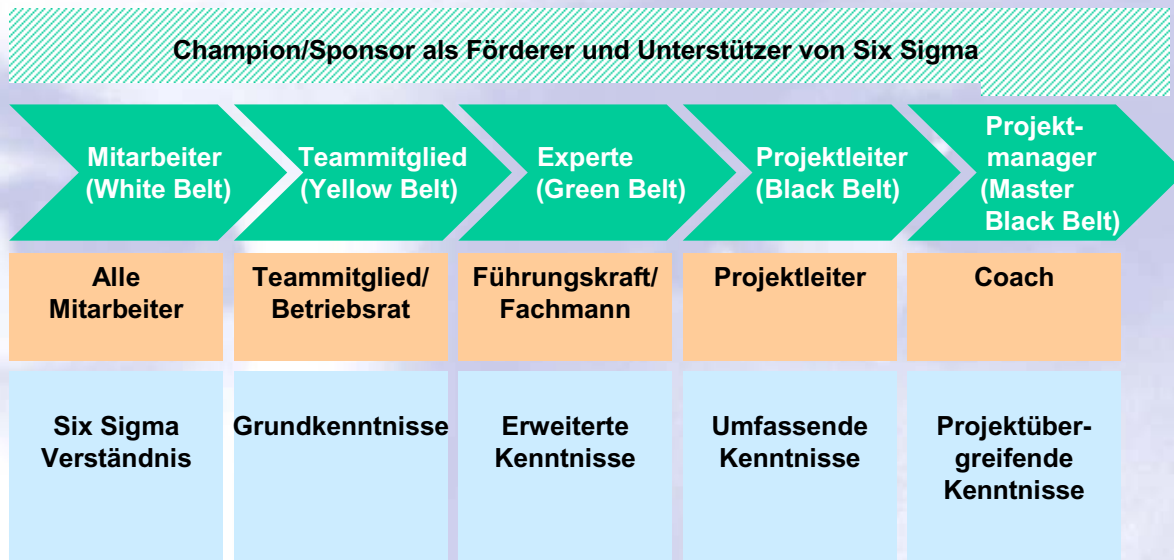 Champion/Sponsor als Förderer und Unterstützer von Six Sigma
Mitarbeiter
(White Belt)
Teammitglied
(Yellow Belt)
Experte
(Green Belt)
Projektleiter
(Black Belt)
Projekt-
manager
(Master
Black Belt)
Alle
Mitarbeiter
Teammitglied/
Betriebsrat
Führungskraft/
Fachmann
Projektleiter
Coach
Six Sigma
Verständnis
Grundkenntnisse
Erweiterte
Kenntnisse
Umfassende
Kenntnisse
Projektüber-
greifende
Kenntnisse